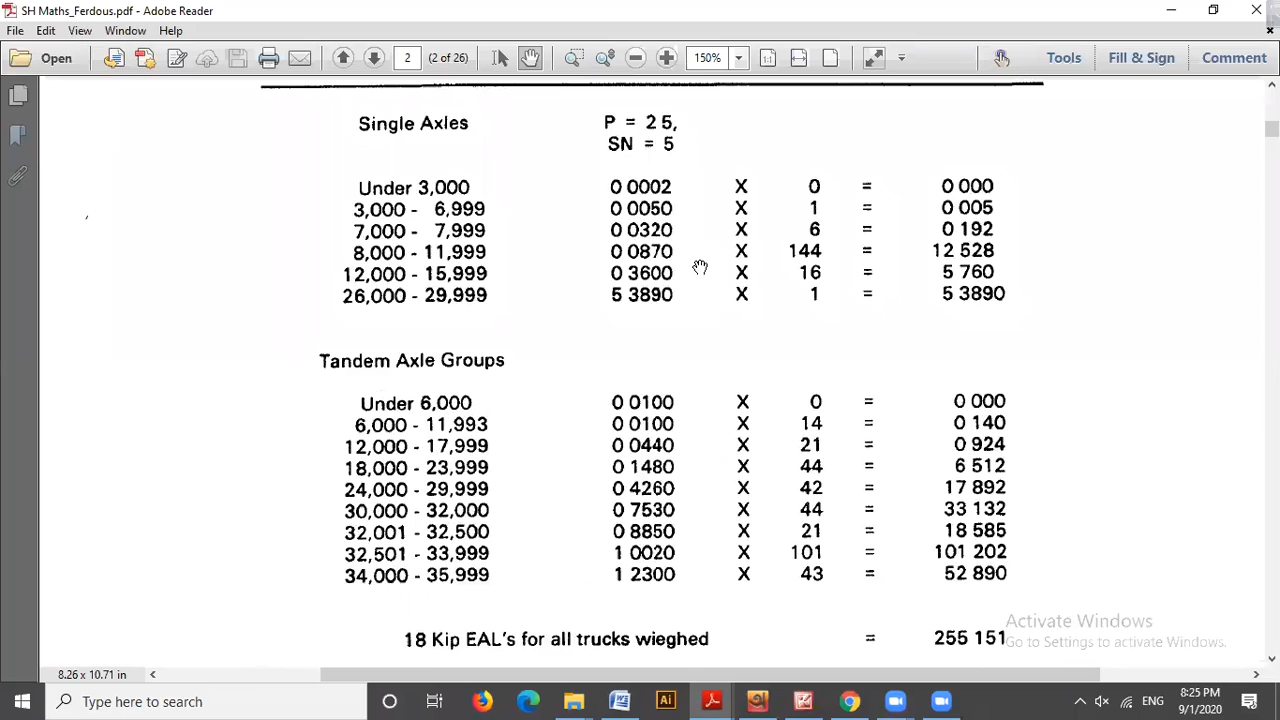 SH Maths_Ferdous.pdf - Adobe Reader
File Edit View Window Help
Open 2 (2 of 26) 150% Tools Fill & Sign Comment
Single Axles P = 2 5,
SN = 5
Under 3,000 0 0002 X 0 = 0 000
3,000 - 6,999 0 0050 X 1 = 0 005
7,000 - 7,999 0 0320 X 6 = 0 192
8,000 - 11,999 0 0870 X 144 = 12 528
12,000 - 15,999 0 3600 X 16 = 5 760
26,000 - 29,999 5 3890 X 1 = 5 3890
Tandem Axle Groups
Under 6,000 0 0100 X 0 = 0 000
6,000 - 11,993 0 0100 X 14 = 0 140
12,000 - 17,999 0 0440 X 21 = 0 924
18,000 - 23,999 0 1480 X 44 = 6 512
24,000 - 29,999 0 4260 X 42 = 17 892
30,000 - 32,000 0 7530 X 44 = 33 132
32,001 - 32,500 0 8850 X 21 = 18 585
32,501 - 33,999 1 0020 X 101 = 101 202
34,000 - 35,999 1 2300 X 43 = 52 890
18 Kip EAL's for all trucks wieghed = 255 151
Activate Windows
Go to Settings to activate Windows.
8.26 x 10.71 in
Type here to search
ENG
8:25 PM
9/1/2020